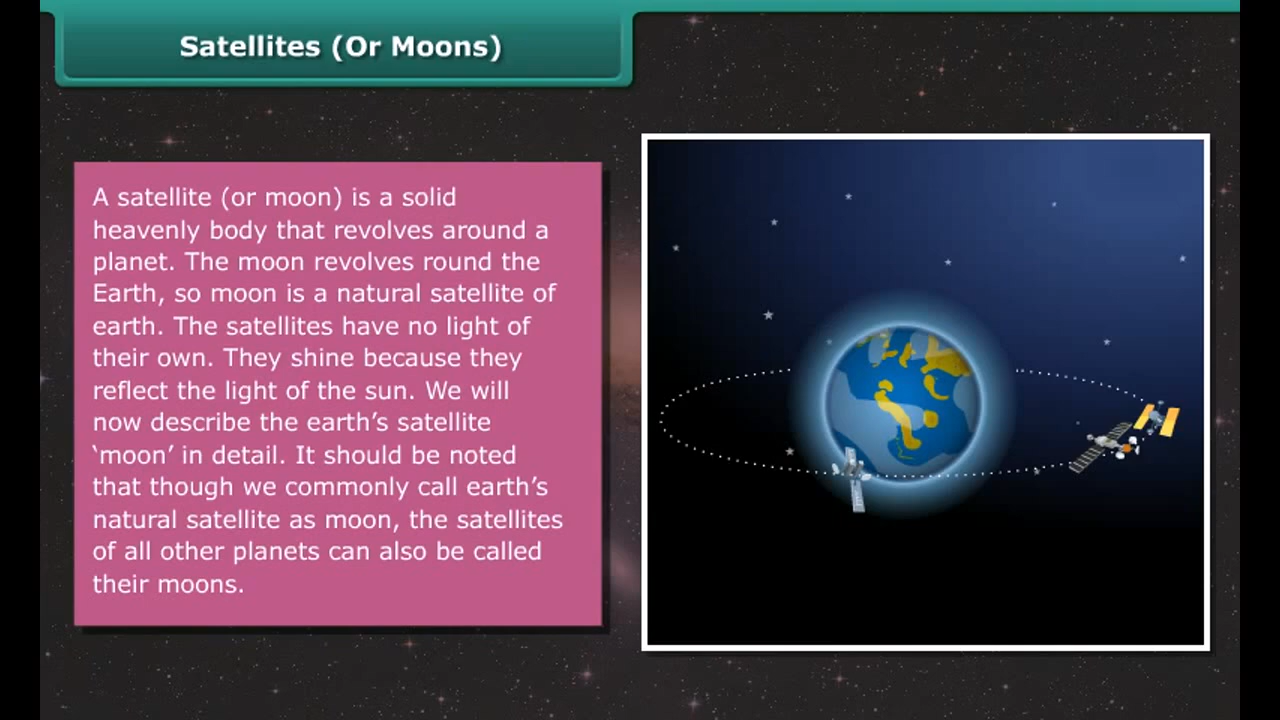 Satellites (Or Moons)
A satellite (or moon) is a solid
heavenly body that revolves around a
planet. The moon revolves round the
Earth, so moon is a natural satellite of
earth. The satellites have no light of
their own. They shine because they
reflect the light of the sun. We will
now describe the earth’s satellite
‘moon’ in detail. It should be noted
that though we commonly call earth’s
natural satellite as moon, the satellites
of all other planets can also be called
their moons.